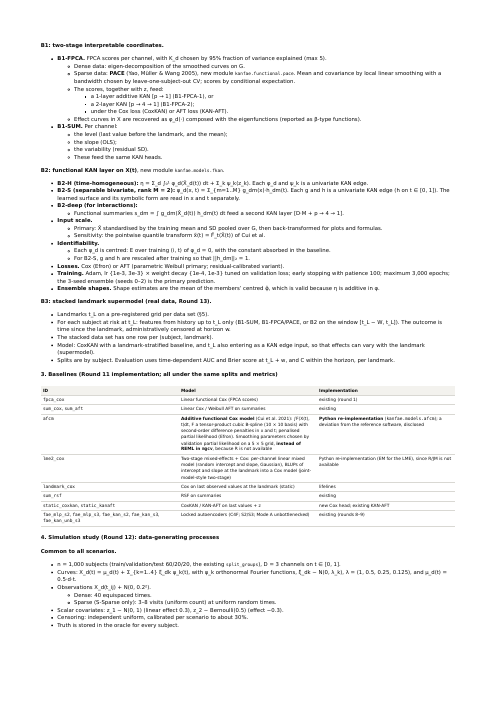 B1: two-stage interpretable coordinates.
• B1-FPCA. FPCA scores per channel, with K_d chosen by 95% fraction of variance explained (max 5).
◦ Dense data: eigen-decomposition of the smoothed curves on G.
◦ Sparse data: PACE (Yao, Müller & Wang 2005), new module kanfae.functional.pace. Mean and covariance by local linear smoothing with a
bandwidth chosen by leave-one-subject-out CV; scores by conditional expectation.
◦ The scores, together with z, feed:
▪ a 1-layer additive KAN [p → 1] (B1-FPCA-1), or
▪ a 2-layer KAN [p → 4 → 1] (B1-FPCA-2);
▪ under the Cox loss (CoxKAN) or AFT loss (KAN-AFT).
◦ Effect curves in X are recovered as φ_d(·) composed with the eigenfunctions (reported as β-type functions).
• B1-SUM. Per channel:
◦ the level (last value before the landmark, and the mean);
◦ the slope (OLS);
◦ the variability (residual SD).
◦ These feed the same KAN heads.
B2: functional KAN layer on X(t), new module kanfae.models.fkan.
• B2-H (time-homogeneous): η = Σ_d ∫ φ_d(X̃_d(t)) dt + Σ_k ψ_k(z_k). Each φ_d and ψ_k is a univariate KAN edge.
• B2-S (separable bivariate, rank M = 2): φ_d(x, t) = Σ_{m=1..M} g_dm(x)·h_dm(t). Each g and h is a univariate KAN edge (h on t ∈ [0, 1]). The
learned surface and its symbolic form are read in x and t separately.
• B2-deep (for interactions):
◦ Functional summaries s_dm = ∫ g_dm(X̃_d(t)) h_dm(t) dt feed a second KAN layer [D·M + p → 4 → 1].
• Input scale.
◦ Primary: X̃ standardised by the training mean and SD pooled over G, then back-transformed for plots and formulas.
◦ Sensitivity: the pointwise quantile transform X̃(t) = F̂_t(X(t)) of Cui et al.
• Identifiability.
◦ Each φ_d is centred: E over training (i, t) of φ_d = 0, with the constant absorbed in the baseline.
◦ For B2-S, g and h are rescaled after training so that ||h_dm||₂ = 1.
• Losses. Cox (Efron) or AFT (parametric Weibull primary; residual-calibrated variant).
• Training. Adam, lr {1e-3, 3e-3} × weight decay {1e-4, 1e-3} tuned on validation loss; early stopping with patience 100; maximum 3,000 epochs;
the 3-seed ensemble (seeds 0–2) is the primary prediction.
• Ensemble shapes. Shape estimates are the mean of the members' centred φ̂, which is valid because η is additive in φ.
B3: stacked landmark supermodel (real data, Round 13).
• Landmarks t_L on a pre-registered grid per data set (§5).
• For each subject at risk at t_L: features from history up to t_L only (B1-SUM, B1-FPCA/PACE, or B2 on the window [t_L − W, t_L]). The outcome is
time since the landmark, administratively censored at horizon w.
• The stacked data set has one row per (subject, landmark).
• Model: CoxKAN with a landmark-stratified baseline, and t_L also entering as a KAN edge input, so that effects can vary with the landmark
(supermodel).
• Splits are by subject. Evaluation uses time-dependent AUC and Brier score at t_L + w, and C within the horizon, per landmark.
3. Baselines (Round 11 implementation; all under the same splits and metrics)
ID Model Implementation
fpca_cox Linear functional Cox (FPCA scores) existing (round 1)
sum_cox, sum_aft Linear Cox / Weibull AFT on summaries existing
afcm Additive functional Cox model (Cui et al. 2021): ∫F{X(t), Python re-implementation (kanfae.models.afcm); a
t}dt, F a tensor-product cubic B-spline (10 × 10 basis) with deviation from the reference software, disclosed
second-order difference penalties in x and t; penalised
partial likelihood (Efron). Smoothing parameters chosen by
validation partial likelihood on a 5 × 5 grid, instead of
REML in mgcv, because R is not available
lme2_cox Two-stage mixed-effects + Cox: per-channel linear mixed Python re-implementation (EM for the LME), since R/JM is not
model (random intercept and slope, Gaussian), BLUPs of available
intercept and slope at the landmark into a Cox model (joint-
model-style two-stage)
landmark_cox Cox on last observed values at the landmark (static) lifelines
sum_rsf RSF on summaries existing
static_coxkan, static_kanaft CoxKAN / KAN-AFT on last values + z new Cox head; existing KAN-AFT
fae_mlp_s2, fae_mlp_s3, fae_kan_s2, fae_kan_s3, Locked autoencoders (C4F, S2/S3; Mode A unbottlenecked) existing (rounds 8–9)
fae_kan_unb_s3
4. Simulation study (Round 12): data-generating processes
Common to all scenarios.
• n = 1,000 subjects (train/validation/test 60/20/20, the existing split_groups), D = 3 channels on t ∈ [0, 1].
• Curves: X_d(t) = μ_d(t) + Σ_{k=1..4} ξ_dk φ_k(t), with φ_k orthonormal Fourier functions, ξ_dk ~ N(0, λ_k), λ = (1, 0.5, 0.25, 0.125), and μ_d(t) =
0.5·d·t.
• Observations X_d(t_ij) + N(0, 0.2²).
◦ Dense: 40 equispaced times.
◦ Sparse (S-Sparse only): 3–8 visits (uniform count) at uniform random times.
• Scalar covariates: z_1 ~ N(0, 1) (linear effect 0.3), z_2 ~ Bernoulli(0.5) (effect −0.3).
• Censoring: independent uniform, calibrated per scenario to about 30%.
• Truth is stored in the oracle for every subject.